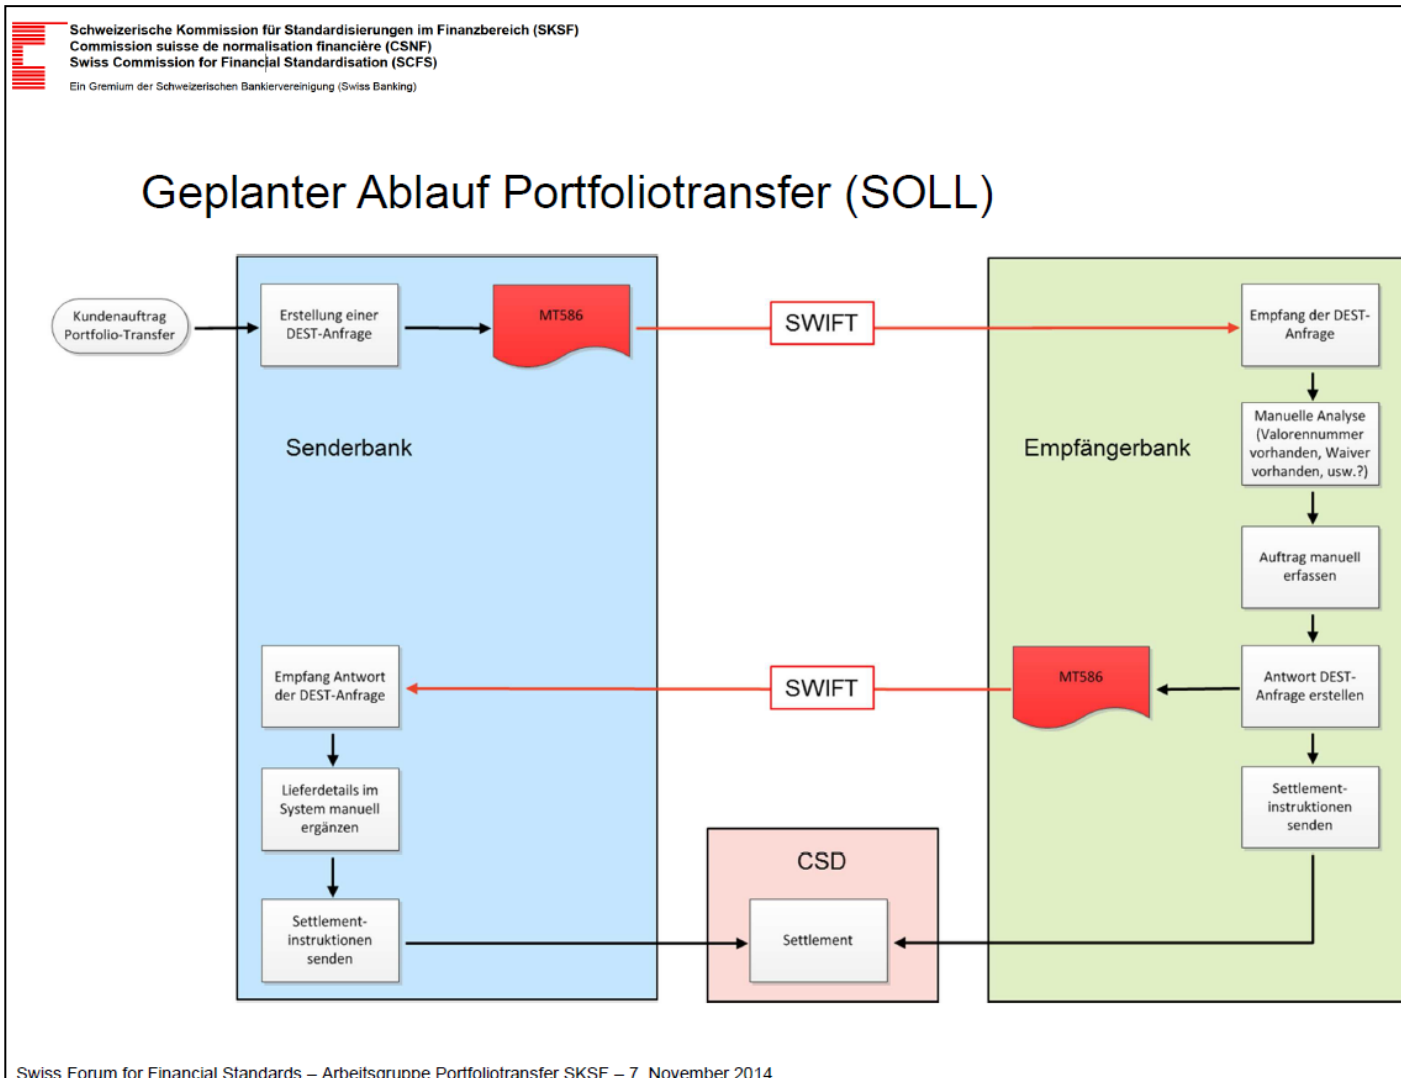 Schweizerische Kommission für Standardisierungen im Finanzbereich (SKSF)
Commission suisse de normalisation financière (CSNF)
Swiss Commission for Financial Standardisation (SCFS)
Ein Gremium der Schweizerischen Bankiervereinigung (Swiss Banking)
Geplanter Ablauf Portfoliotransfer (SOLL)
Kundenauftrag
Portfolio-Transfer
Erstellung einer
DEST-Anfrage
MT586
SWIFT
Empfang der DEST-
Anfrage
Senderbank
Empfängerbank
Manuelle Analyse
(Valorennummer
vorhanden, Waiver
vorhanden, usw.?)
Auftrag manuell
erfassen
Empfang Antwort
der DEST-Anfrage
SWIFT
MT586
Antwort DEST-
Anfrage erstellen
Lieferdetails im
System manuell
ergänzen
Settlement-
instruktionen
senden
CSD
Settlement-
instruktionen
senden
Settlement
Swiss Forum for Financial Standards – Arbeitsgruppe Portfoliotransfer SKSF – 7. November 2014